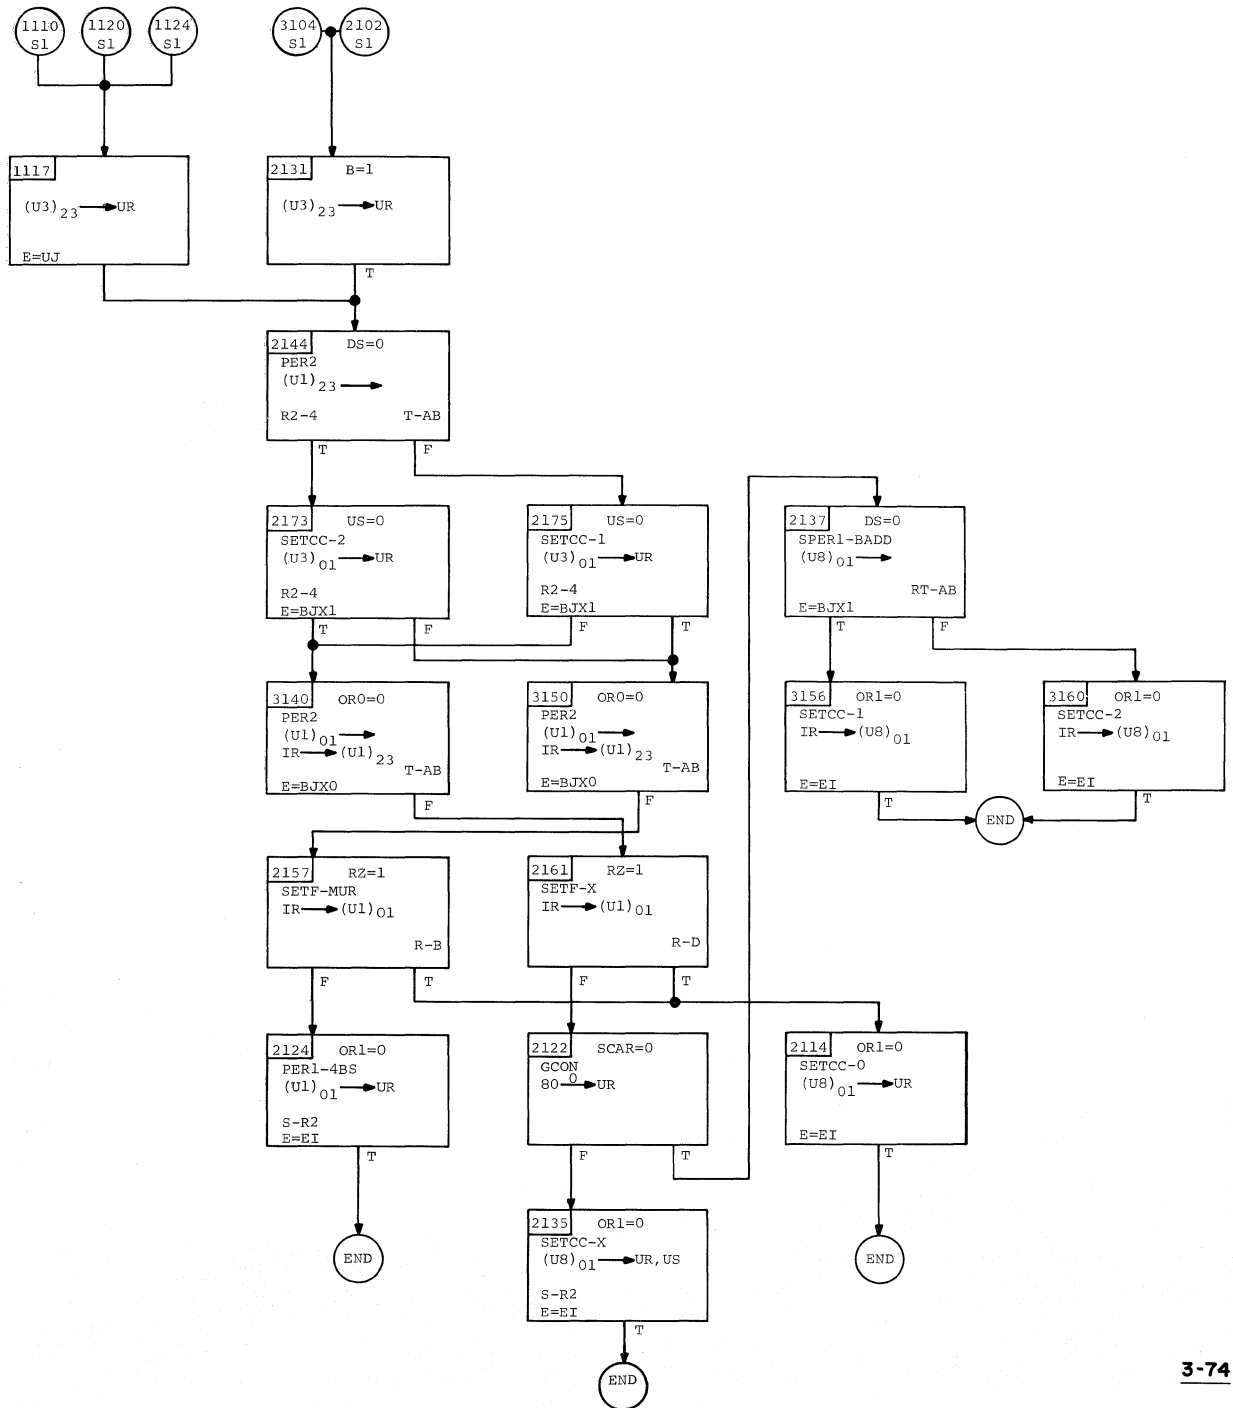 1110
S1
1120
S1
1124
S1
3104
S1
2102
S1
1117
(U3)23 → UR
E=UJ
2131 B=1
(U3)23 → UR
T
2144 DS=0
PER2
(U1)23 →
R2-4 T-AB
T F
2173 US=0
SETCC-2
(U3)01 → UR
R2-4
E=BJX1
T F
2175 US=0
SETCC-1
(U3)01 → UR
R2-4
E=BJX1
F T
2137 DS=0
SPER1-BADD
(U8)01 →
RT-AB
E=BJX1
T F
3140 OR0=0
PER2
(U1)01 →
IR → (U1)23
T-AB
E=BJX0
F
3150 OR0=0
PER2
(U1)01 →
IR → (U1)23
T-AB
E=BJX0
F
3156 OR1=0
SETCC-1
IR → (U8)01
E=EI
T
3160 OR1=0
SETCC-2
IR → (U8)01
E=EI
T
END
2157 RZ=1
SETF-MUR
IR → (U1)01
R-B
F T
2161 RZ=1
SETF-X
IR → (U1)01
R-D
F T
2124 OR1=0
PER1-4BS
(U1)01 → UR
S-R2
E=EI
T
END
2122 SCAR=0
GCON
80 → 0 UR
F T
2114 OR1=0
SETCC-0
(U8)01 → UR
E=EI
T
END
2135 OR1=0
SETCC-X
(U8)01 → UR,US
S-R2
E=EI
T
END
3-74